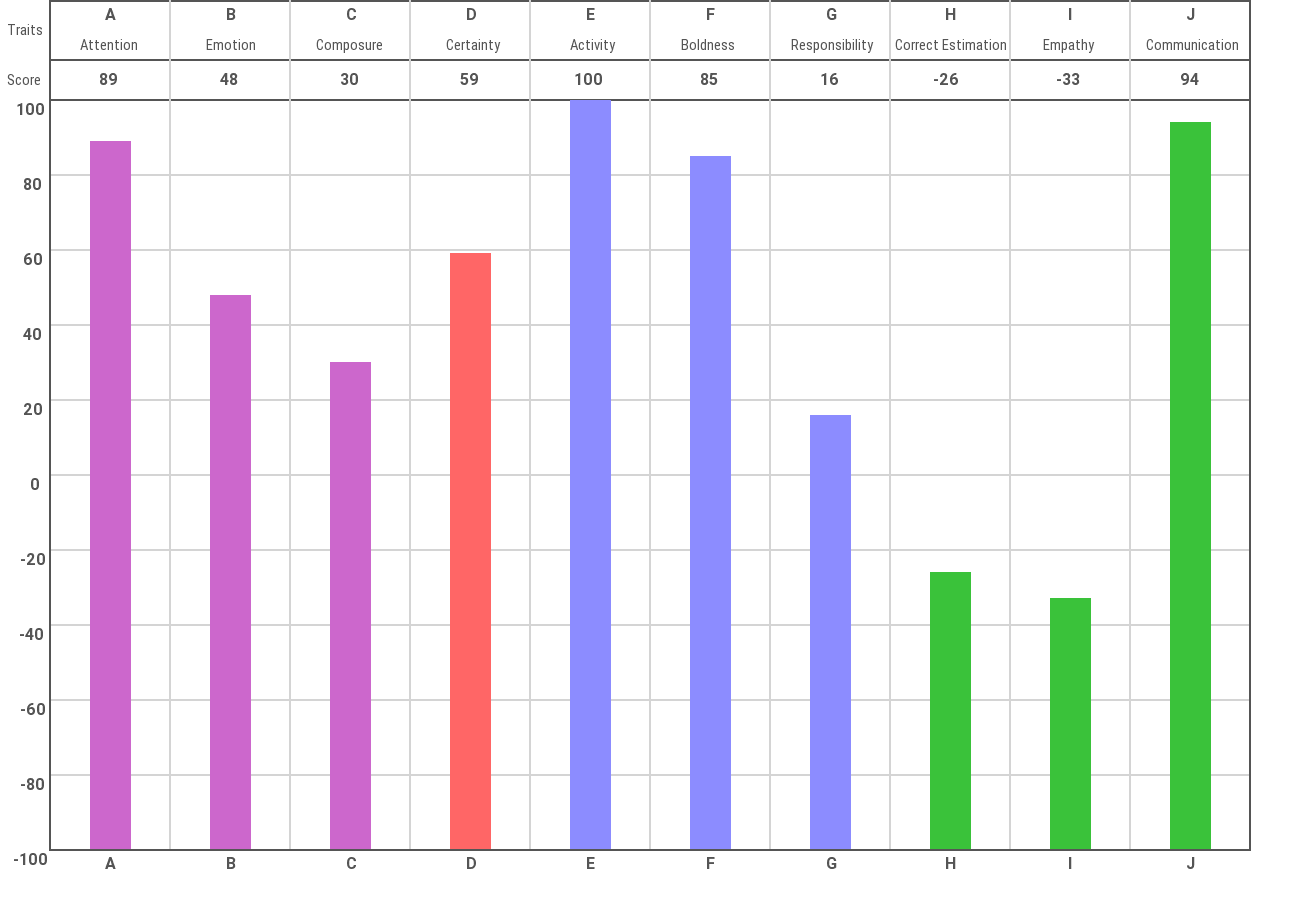 A B C D E F G H I J
Traits
Attention Emotion Composure Certainty Activity Boldness Responsibility Correct Estimation Empathy Communication
Score 89 48 30 59 100 85 16 -26 -33 94
100
80
60
40
20
0
-20
-40
-60
-80
-100
A B C D E F G H I J